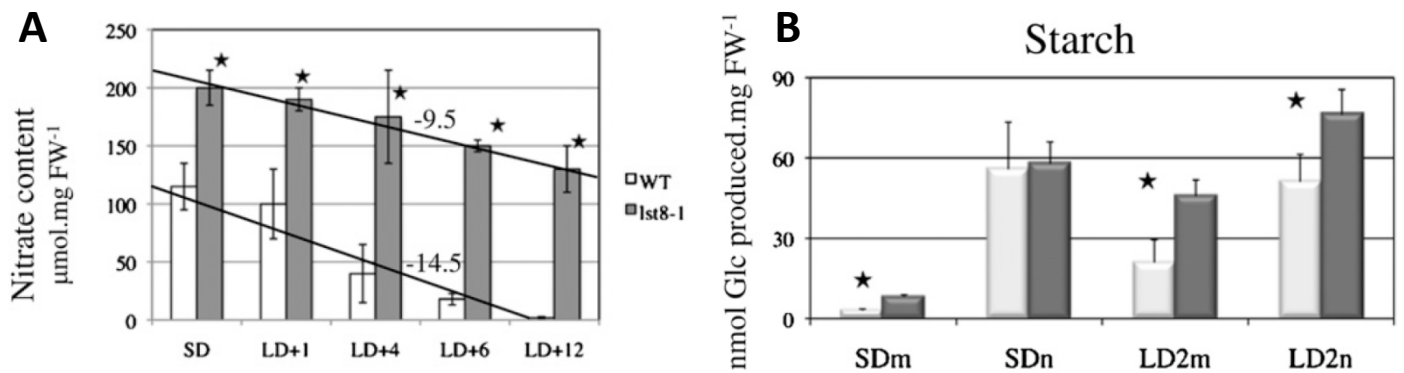 A
Nitrate content
µmol.mg FW-1
250
200
150
100
50
0
-9.5
-14.5
SD LD+1 LD+4 LD+6 LD+12
WT
lst8-1
B
Starch
nmol Glc produced.mg FW-1
90
60
30
0
SDm SDn LD2m LD2n